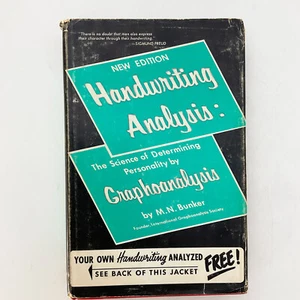 "There is no doubt that men also express
their character through their handwriting."
—SIGMUND FREUD
NEW EDITION
Handwriting
Analysis:
The Science of Determining
Personality by
Graphoanalysis
by M. N. Bunker
Founder, International Graphoanalysis Society
YOUR OWN Handwriting ANALYZED
FREE!
SEE BACK OF THIS JACKET